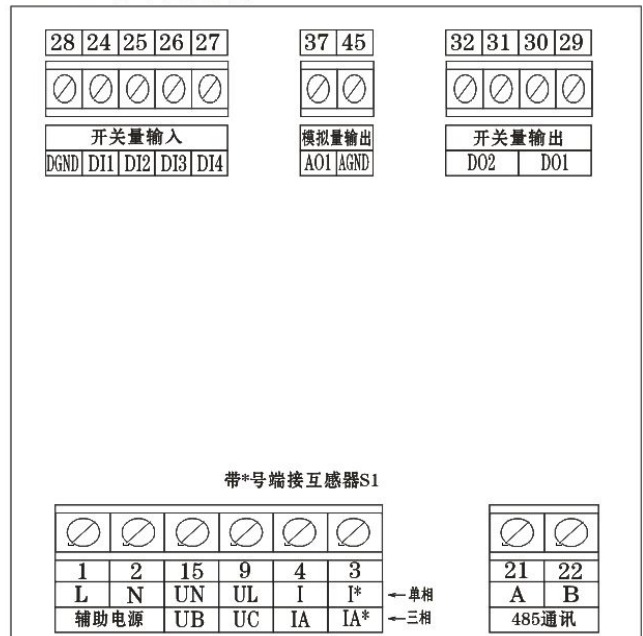 28 24 25 26 27 37 45 32 31 30 29
开关量输入 模拟量输出 开关量输出
DGND DI1 DI2 DI3 DI4 AO1 AGND DO2 DO1
带*号端接互感器S1
1 2 15 9 4 3 21 22
L N UN UL I I* ←单相 A B
辅助电源 UB UC IA IA* ←三相 485通讯